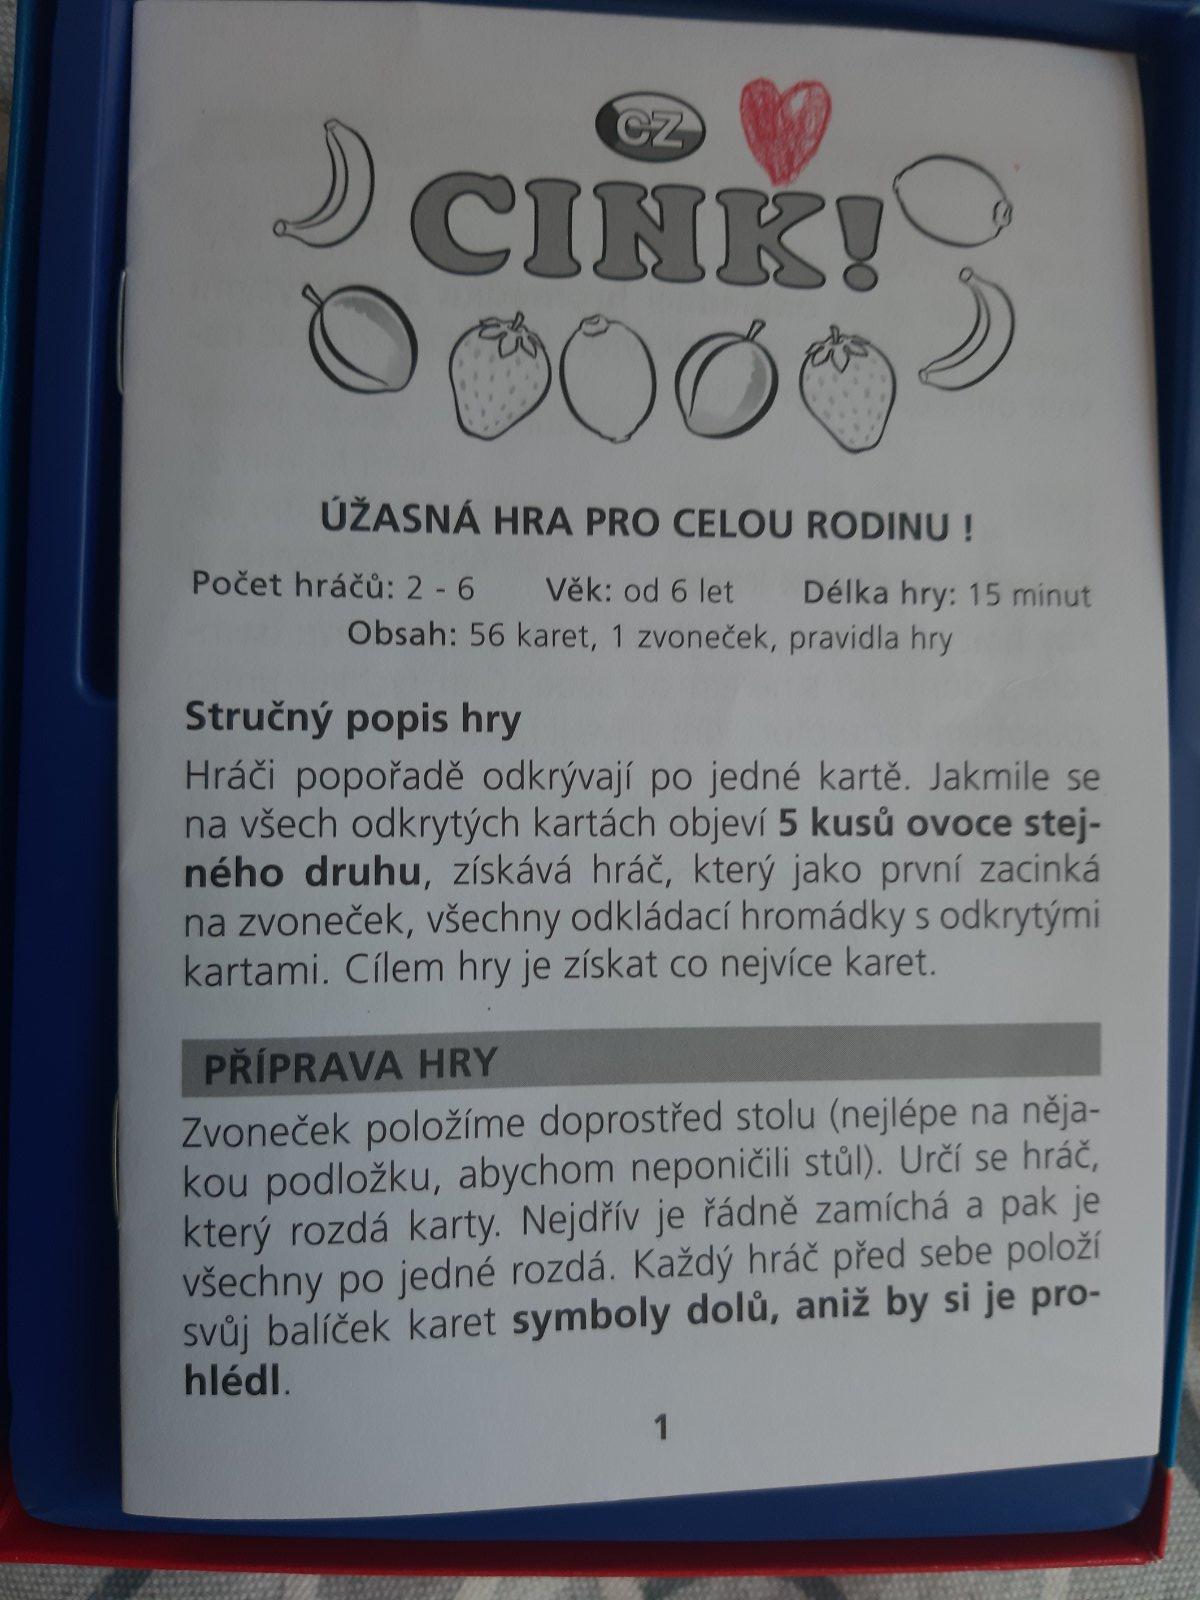 CZ
CINK!
ÚŽASNÁ HRA PRO CELOU RODINU !
Počet hráčů: 2 - 6 Věk: od 6 let Délka hry: 15 minut
Obsah: 56 karet, 1 zvoneček, pravidla hry
Stručný popis hry
Hráči popořadě odkrývají po jedné kartě. Jakmile se
na všech odkrytých kartách objeví 5 kusů ovoce stej-
ného druhu, získává hráč, který jako první zacinká
na zvoneček, všechny odkládací hromádky s odkrytými
kartami. Cílem hry je získat co nejvíce karet.
PŘÍPRAVA HRY
Zvoneček položíme doprostřed stolu (nejlépe na něja-
kou podložku, abychom neponičili stůl). Určí se hráč,
který rozdá karty. Nejdřív je řádně zamíchá a pak je
všechny po jedné rozdá. Každý hráč před sebe položí
svůj balíček karet symboly dolů, aniž by si je pro-
hlédl.
1